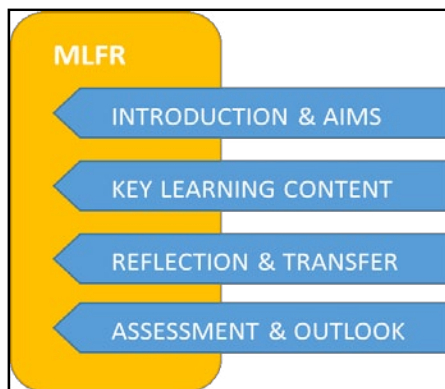 MLFR
INTRODUCTION & AIMS
KEY LEARNING CONTENT
REFLECTION & TRANSFER
ASSESSMENT & OUTLOOK